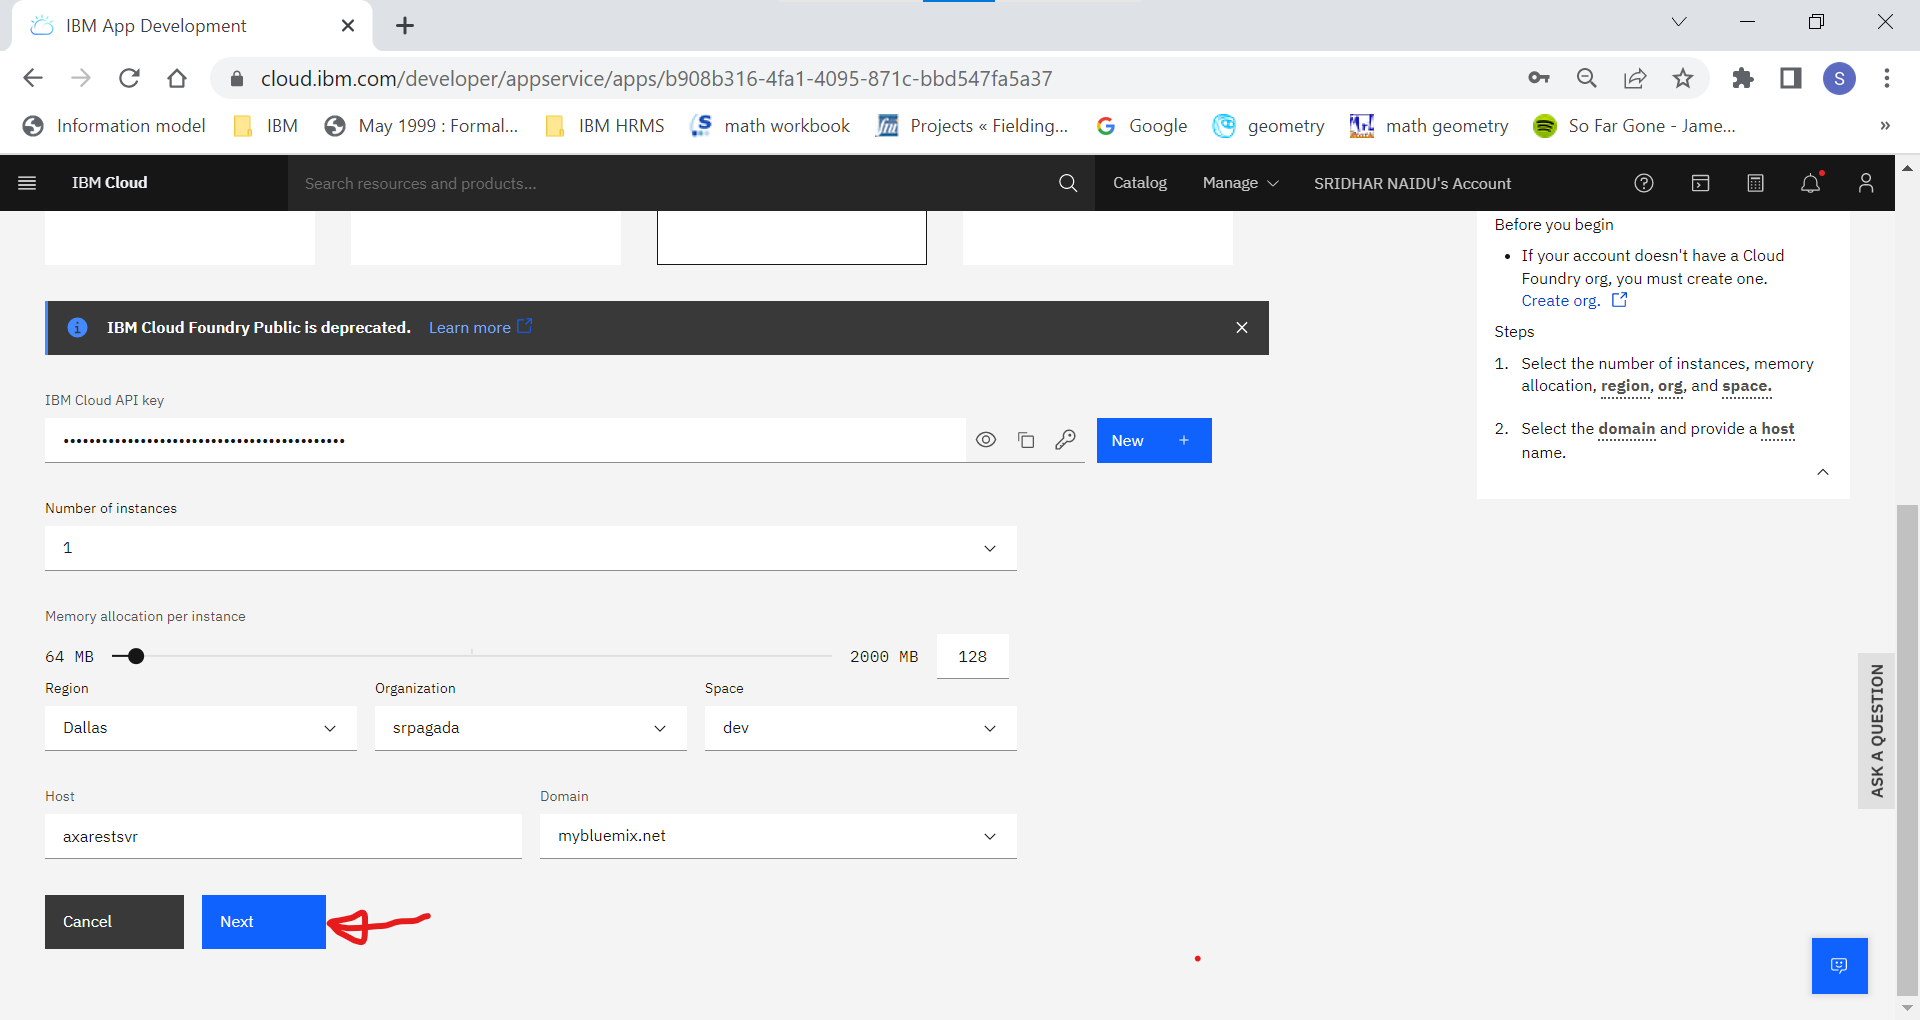 IBM App Development
cloud.ibm.com/developer/appservice/apps/b908b316-4fa1-4095-871c-bbd547fa5a37
S
Information model
IBM
May 1999 : Formal...
IBM HRMS
math workbook
Projects « Fielding...
Google
geometry
math geometry
So Far Gone - Jame...
»
IBM Cloud
Search resources and products...
Catalog
Manage
SRIDHAR NAIDU's Account
Before you begin
• If your account doesn't have a Cloud
Foundry org, you must create one.
Create org.
Steps
1. Select the number of instances, memory
allocation, region, org, and space.
2. Select the domain and provide a host
name.
IBM Cloud Foundry Public is deprecated. Learn more
IBM Cloud API key
••••••••••••••••••••••••••••••••••••••••••••
New +
Number of instances
1
Memory allocation per instance
64 MB
2000 MB
128
Region
Organization
Space
Dallas
srpagada
dev
Host
Domain
axarestsvr
mybluemix.net
Cancel
Next
ASK A QUESTION